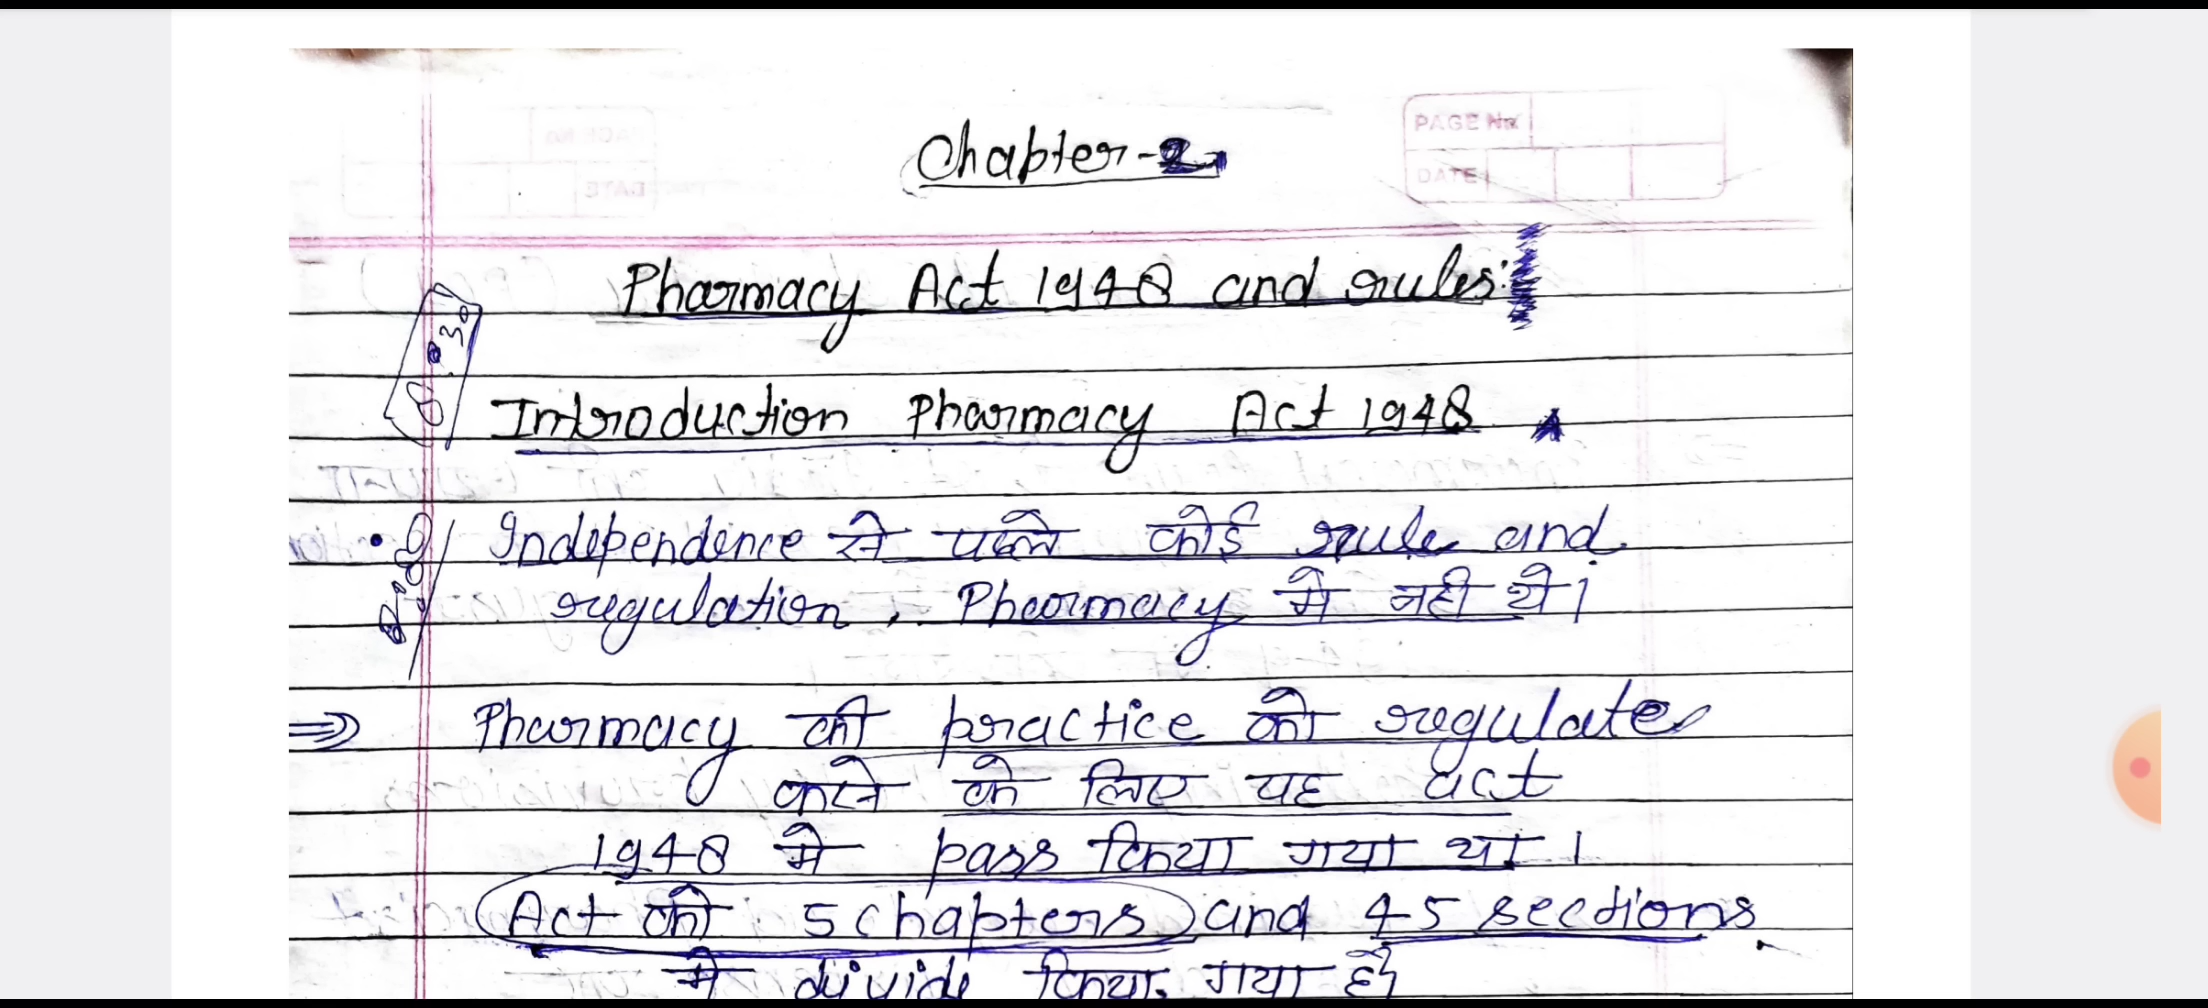 Chapter-2
PAGE No.
DATE
Pharmacy Act 1948 and rules:
Introduction Pharmacy Act 1948
Independence से पहले कोई rule and
regulation, Pharmacy में नही थे।
⇒ Pharmacy की practice को regulate
करने के लिए यह act
1948 मे pass किया गया था।
Act को 5 chapters and 45 sections
में divide किया गया है